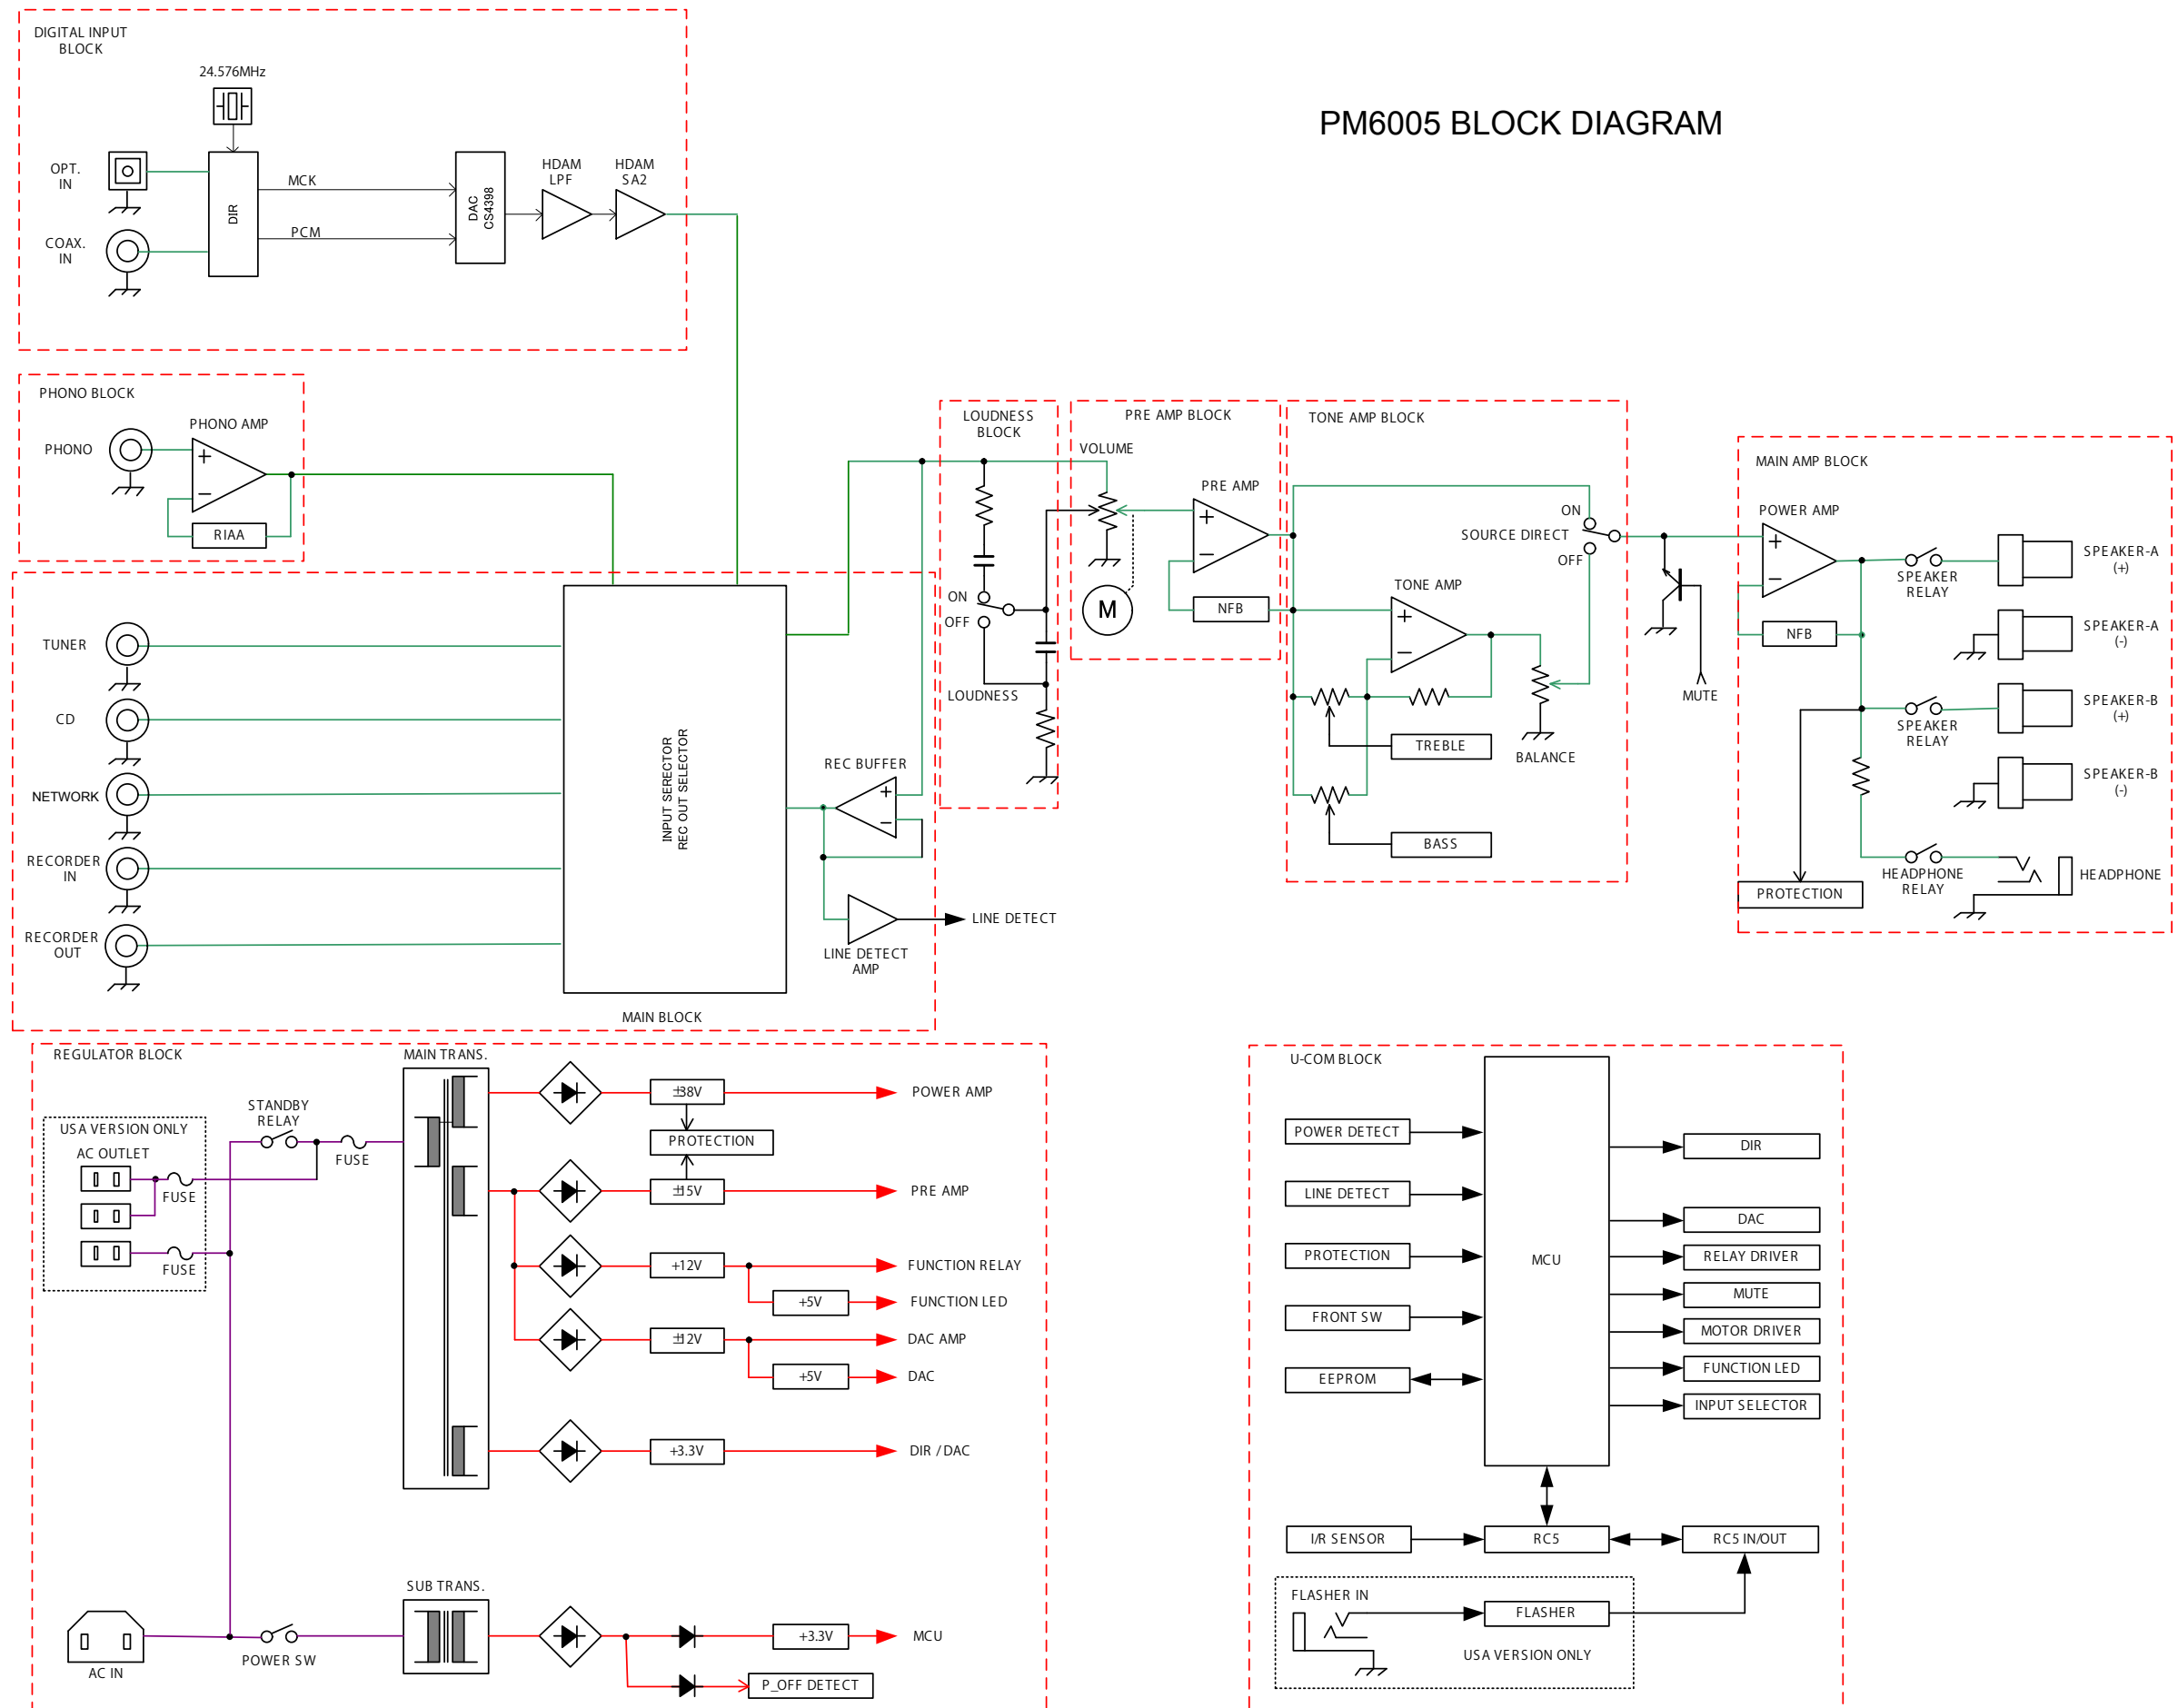 PM6005 BLOCK DIAGRAM
DIGITAL INPUT
BLOCK
24.576MHz
OPT.
IN
COAX.
IN
DIR
MCK
PCM
DAC
CS4398
HDAM
LPF
HDAM
SA2
PHONO BLOCK
PHONO AMP
PHONO
+
−
RIAA
TUNER
CD
NETWORK
RECORDER
IN
RECORDER
OUT
INPUT SERECTOR
REC OUT SELECTOR
REC BUFFER
+
−
LINE DETECT
AMP
LINE DETECT
MAIN BLOCK
LOUDNESS
BLOCK
ON
OFF
LOUDNESS
PRE AMP BLOCK
VOLUME
M
PRE AMP
+
−
NFB
TONE AMP BLOCK
ON
SOURCE DIRECT
OFF
TONE AMP
+
−
TREBLE
BALANCE
BASS
MUTE
MAIN AMP BLOCK
POWER AMP
+
−
NFB
SPEAKER
RELAY
SPEAKER-A
(+)
SPEAKER-A
(-)
SPEAKER
RELAY
SPEAKER-B
(+)
SPEAKER-B
(-)
PROTECTION
HEADPHONE
RELAY
HEADPHONE
REGULATOR BLOCK
USA VERSION ONLY
AC OUTLET
FUSE
FUSE
STANDBY
RELAY
FUSE
MAIN TRANS.
±38V
POWER AMP
PROTECTION
±15V
PRE AMP
+12V
FUNCTION RELAY
+5V
FUNCTION LED
±12V
DAC AMP
+5V
DAC
+3.3V
DIR / DAC
AC IN
POWER SW
SUB TRANS.
+3.3V
MCU
P_OFF DETECT
U-COM BLOCK
POWER DETECT
LINE DETECT
PROTECTION
FRONT SW
EEPROM
MCU
DIR
DAC
RELAY DRIVER
MUTE
MOTOR DRIVER
FUNCTION LED
INPUT SELECTOR
I/R SENSOR
RC5
RC5 IN/OUT
FLASHER IN
FLASHER
USA VERSION ONLY